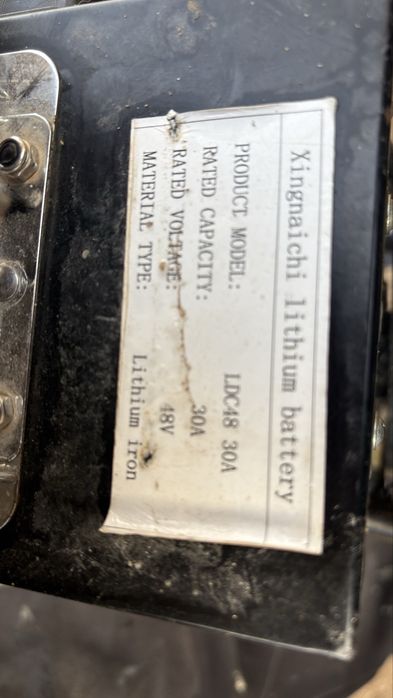 Xingnaichi lithium battery
PRODUCT MODEL: LDC48 30A
RATED CAPACITY: 30A
RATED VOLTAGE: 48V
MATERIAL TYPE: Lithium iron